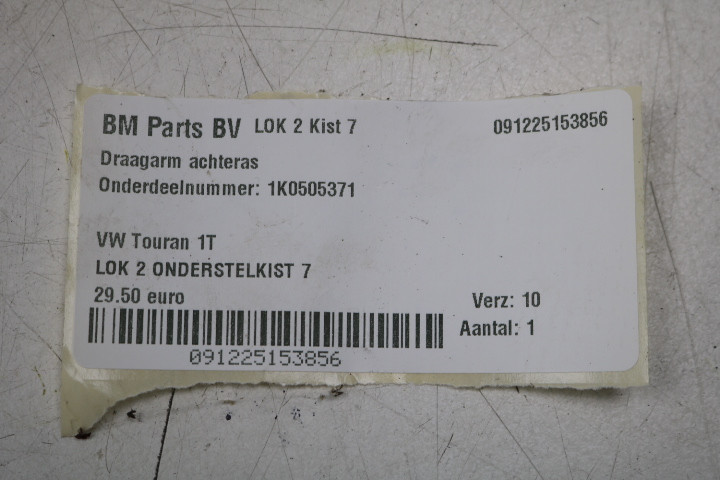 BM Parts BV LOK 2 Kist 7 091225153856
Draagarm achteras
Onderdeelnummer: 1K0505371
VW Touran 1T
LOK 2 ONDERSTELKIST 7
29.50 euro Verz: 10
Aantal: 1
091225153856